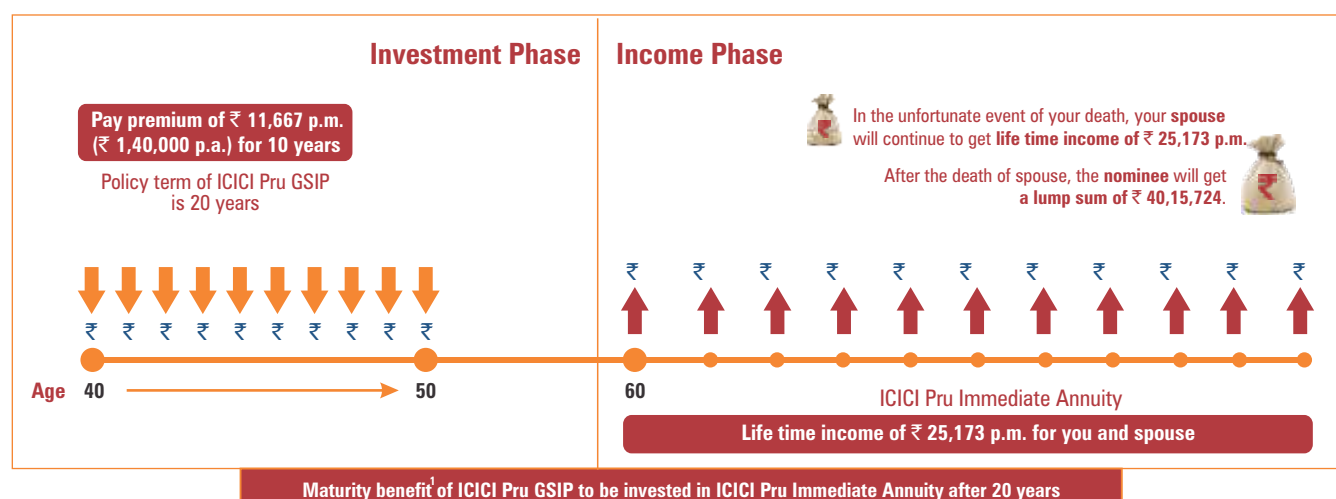 Investment Phase
Income Phase
Pay premium of ₹ 11,667 p.m.
(₹ 1,40,000 p.a.) for 10 years
Policy term of ICICI Pru GSIP
is 20 years
₹
In the unfortunate event of your death, your spouse
will continue to get life time income of ₹ 25,173 p.m.
After the death of spouse, the nominee will get
a lump sum of ₹ 40,15,724.
₹
₹ ₹ ₹ ₹ ₹ ₹ ₹ ₹ ₹ ₹ ₹
₹ ₹ ₹ ₹ ₹ ₹ ₹ ₹ ₹ ₹
Age 40 50 60
ICICI Pru Immediate Annuity
Life time income of ₹ 25,173 p.m. for you and spouse
Maturity benefit¹ of ICICI Pru GSIP to be invested in ICICI Pru Immediate Annuity after 20 years